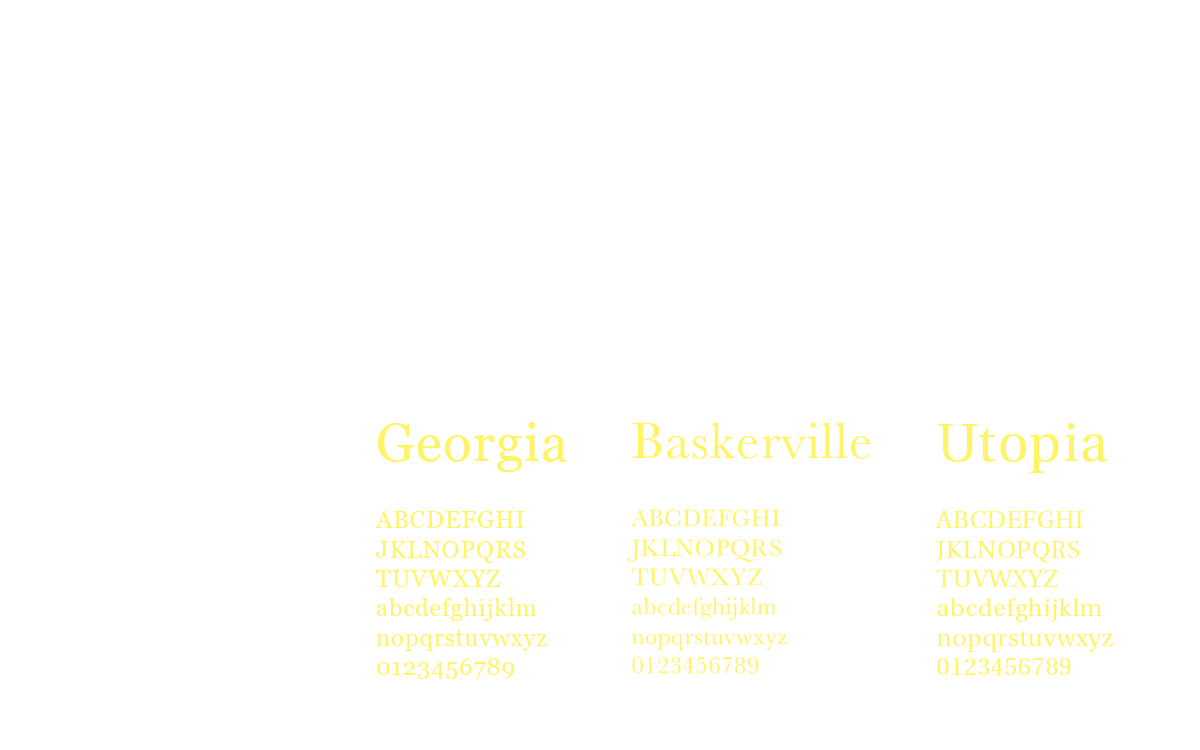 Georgia
ABCDEFGHI
JKLNOPQRS
TUVWXYZ
abcdefghijklm
nopqrstuvwxyz
0123456789
Baskerville
ABCDEFGHI
JKLNOPQRS
TUVWXYZ
abcdefghijklm
nopqrstuvwxyz
0123456789
Utopia
ABCDEFGHI
JKLNOPQRS
TUVWXYZ
abcdefghijklm
nopqrstuvwxyz
0123456789